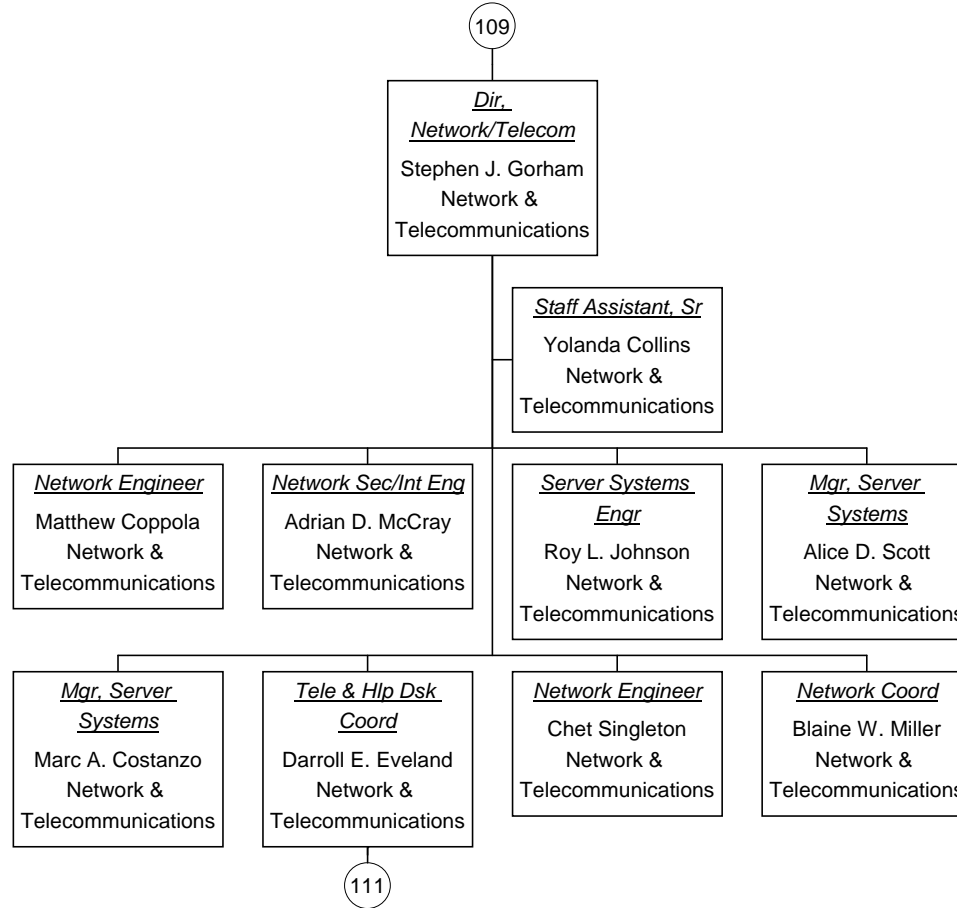 109
Dir,
Network/Telecom
Stephen J. Gorham
Network &
Telecommunications
Staff Assistant, Sr
Yolanda Collins
Network &
Telecommunications
Network Engineer
Matthew Coppola
Network &
Telecommunications
Network Sec/Int Eng
Adrian D. McCray
Network &
Telecommunications
Server Systems
Engr
Roy L. Johnson
Network &
Telecommunications
Mgr, Server
Systems
Alice D. Scott
Network &
Telecommunications
Mgr, Server
Systems
Marc A. Costanzo
Network &
Telecommunications
Tele & Hlp Dsk
Coord
Darroll E. Eveland
Network &
Telecommunications
Network Engineer
Chet Singleton
Network &
Telecommunications
Network Coord
Blaine W. Miller
Network &
Telecommunications
111